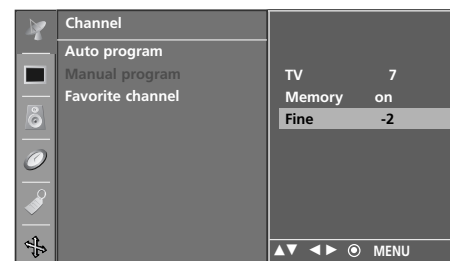 Channel
Auto program
Manual program
Favorite channel
TV 7
Memory on
Fine -2
▲▼ ◄► ⦿ MENU